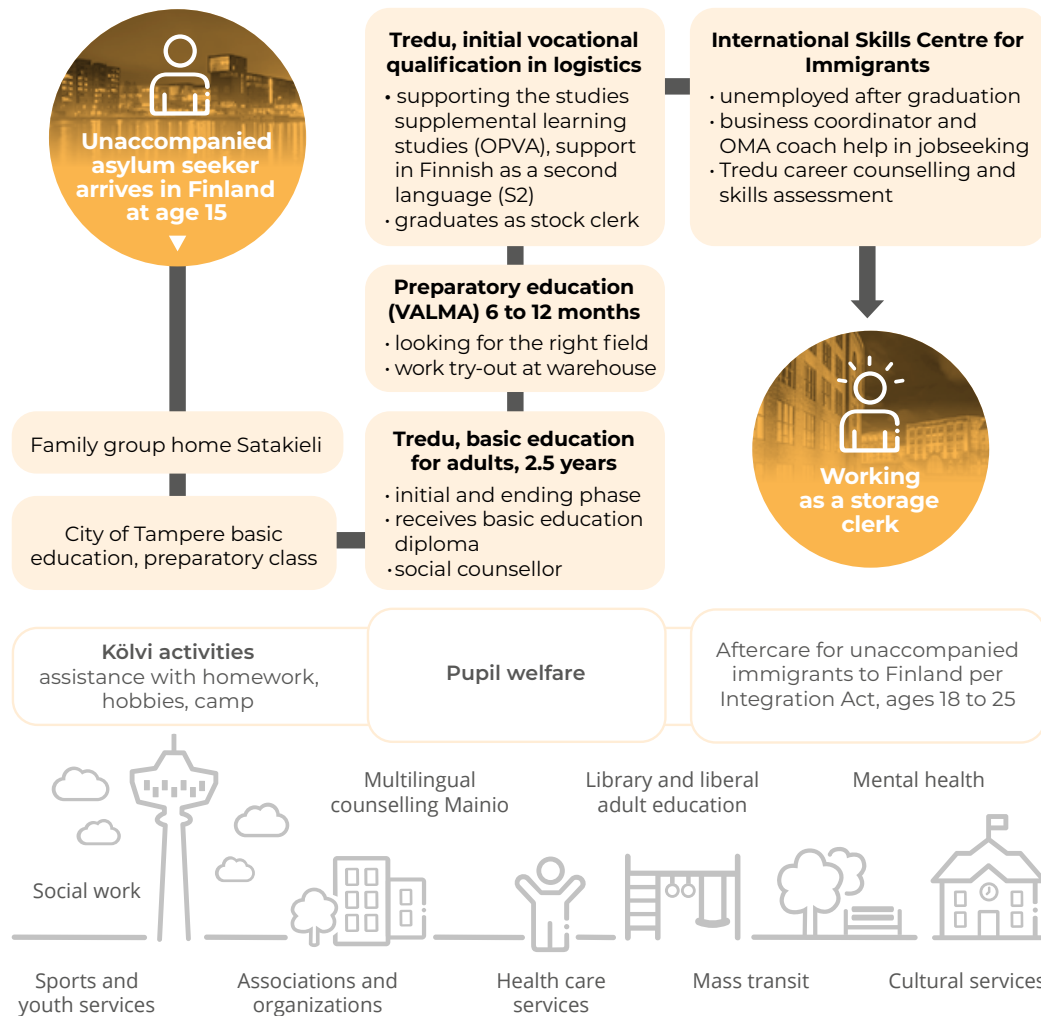 Unaccompanied
asylum seeker
arrives in Finland
at age 15
Family group home Satakieli
City of Tampere basic
education, preparatory class
Tredu, basic education
for adults, 2.5 years
· initial and ending phase
· receives basic education
diploma
· social counsellor
Preparatory education
(VALMA) 6 to 12 months
· looking for the right field
· work try-out at warehouse
Tredu, initial vocational
qualification in logistics
• supporting the studies
supplemental learning
studies (OPVA), support
in Finnish as a second
language (S2)
· graduates as stock clerk
International Skills Centre for
Immigrants
· unemployed after graduation
· business coordinator and
OMA coach help in jobseeking
· Tredu career counselling and
skills assessment
Working
as a storage
clerk
Kölvi activities
assistance with homework,
hobbies, camp
Pupil welfare
Aftercare for unaccompanied
immigrants to Finland per
Integration Act, ages 18 to 25
Multilingual
counselling Mainio
Library and liberal
adult education
Mental health
Social work
Sports and
youth services
Associations and
organizations
Health care
services
Mass transit
Cultural services